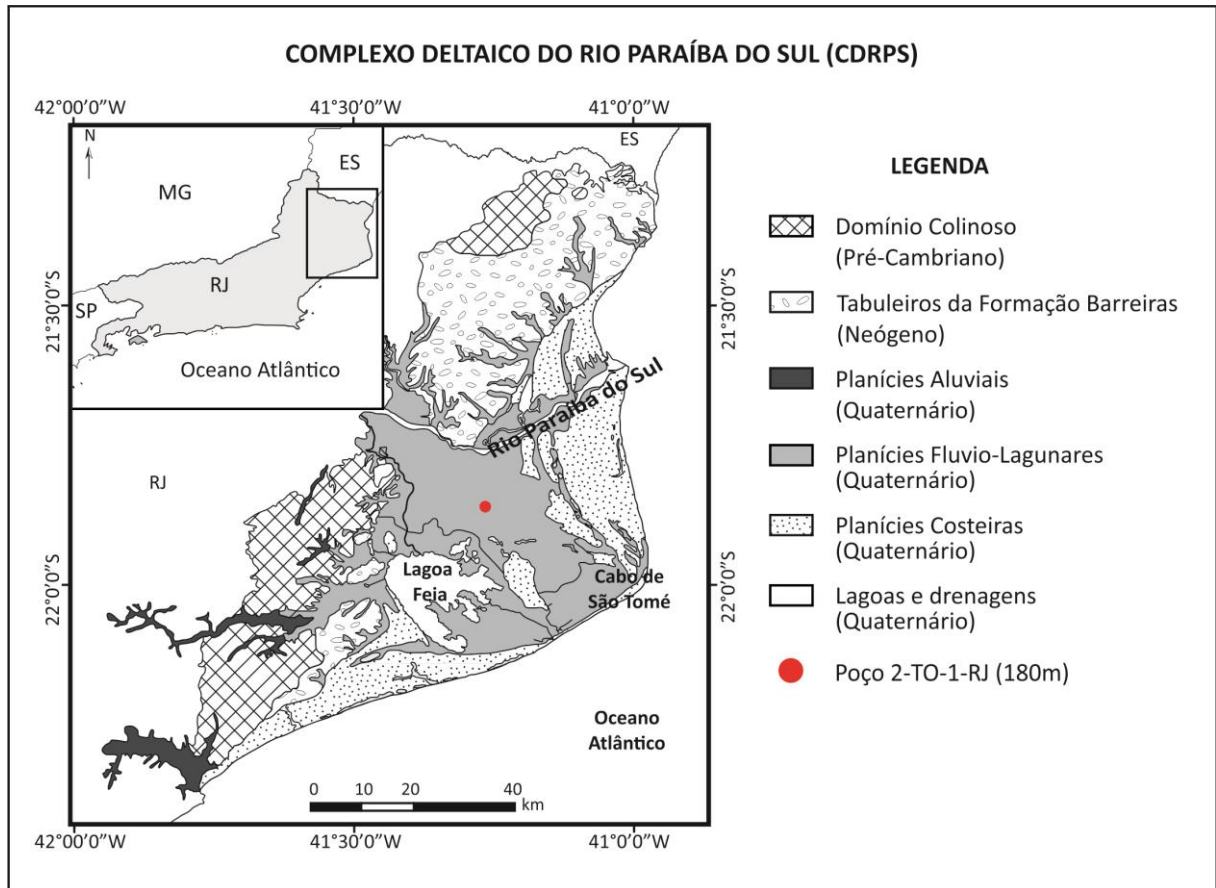 COMPLEXO DELTAICO DO RIO PARAÍBA DO SUL (CDRPS)
42°00'0”W
41°30'0”W
41°00'0”W
N
MG
ES
RJ
SP
Oceano Atlântico
ES
21°30'0”S
21°30'0”S
Rio Paraíba do Sul
RJ
Lagoa
Feia
Cabo de
São Tomé
22°0'0”S
22°0'0”S
Oceano
Atlântico
0 10 20 40
km
42°00'0”W
41°30'0”W
41°00'0”W
LEGENDA
Domínio Colinoso
(Pré-Cambriano)
Tabuleiros da Formação Barreiras
(Neógeno)
Planícies Aluviais
(Quaternário)
Planícies Fluvio-Lagunares
(Quaternário)
Planícies Costeiras
(Quaternário)
Lagoas e drenagens
(Quaternário)
Poço 2-TO-1-RJ (180m)